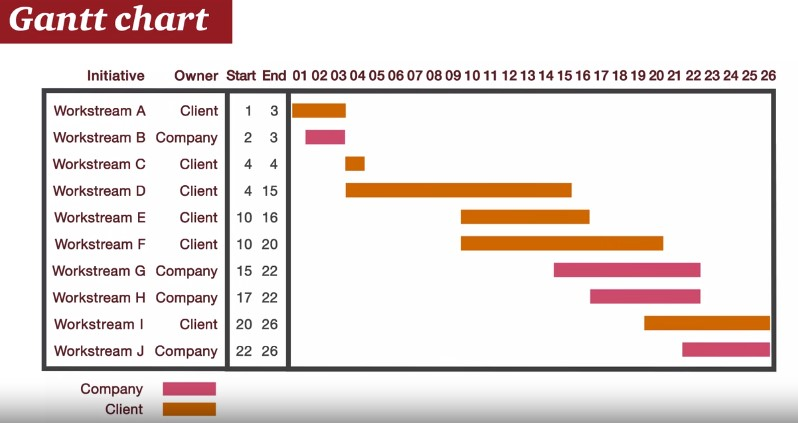 Gantt chart
Initiative Owner Start End 01 02 03 04 05 06 07 08 09 10 11 12 13 14 15 16 17 18 19 20 21 22 23 24 25 26
Workstream A Client 1 3
Workstream B Company 2 3
Workstream C Client 4 4
Workstream D Client 4 15
Workstream E Client 10 16
Workstream F Client 10 20
Workstream G Company 15 22
Workstream H Company 17 22
Workstream I Client 20 26
Workstream J Company 22 26
Company
Client